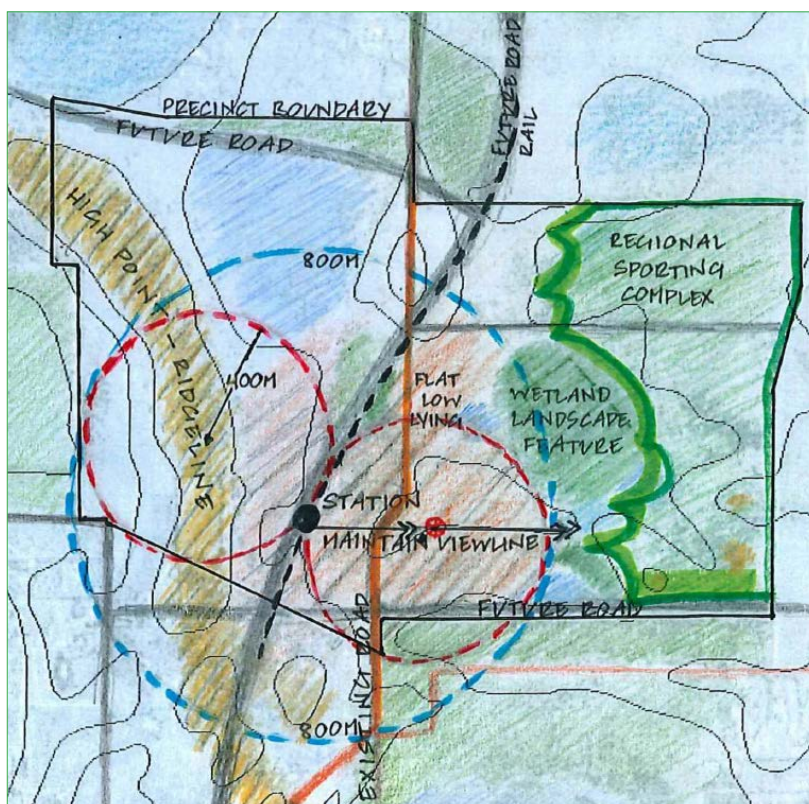 PRECINCT BOUNDARY
FUTURE ROAD
FUTURE ROAD
RAIL
HIGH POINT - RIDGELINE
800M
REGIONAL
SPORTING
COMPLEX
400M
FLAT
LOW
LYING
WETLAND
LANDSCAPE
FEATURE
STATION
MAINTAIN VIEWLINE
FUTURE ROAD
EXISTING ROAD
800M